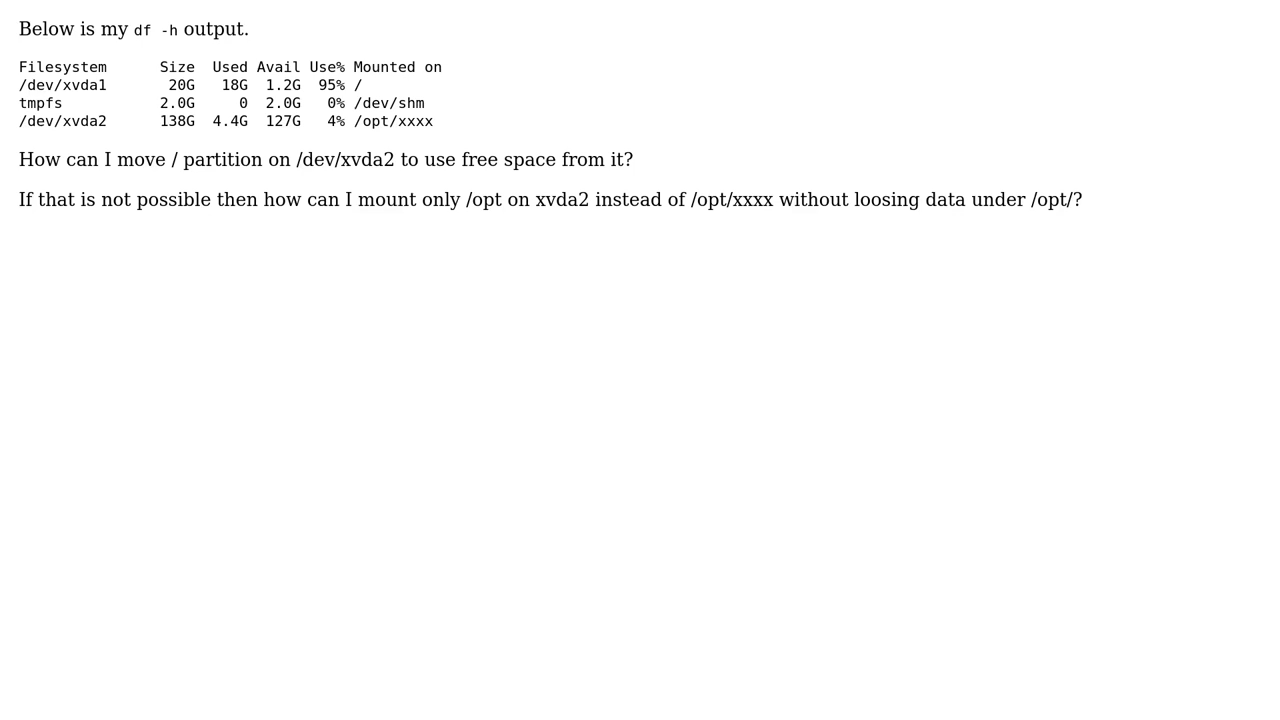 Below is my df -h output.
Filesystem      Size  Used Avail Use% Mounted on
/dev/xvda1       20G   18G  1.2G  95% /
tmpfs           2.0G     0  2.0G   0% /dev/shm
/dev/xvda2      138G  4.4G  127G   4% /opt/xxxx
How can I move / partition on /dev/xvda2 to use free space from it?
If that is not possible then how can I mount only /opt on xvda2 instead of /opt/xxxx without loosing data under /opt/?